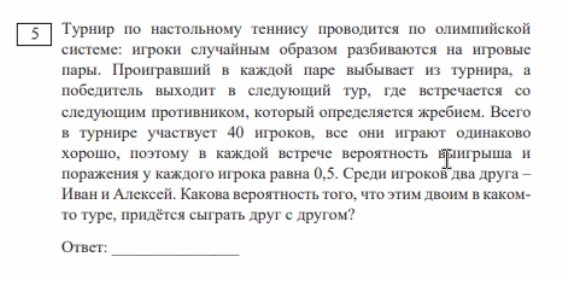 5
Турнир по настольному теннису проводится по олимпийской
системе: игроки случайным образом разбиваются на игровые
пары. Проигравший в каждой паре выбывает из турнира, а
победитель выходит в следующий тур, где встречается со
следующим противником, который определяется жребием. Всего
в турнире участвует 40 игроков, все они играют одинаково
хорошо, поэтому в каждой встрече вероятность выигрыша и
поражения у каждого игрока равна 0,5. Среди игроков два друга –
Иван и Алексей. Какова вероятность того, что этим двоим в каком-
то туре, придётся сыграть друг с другом?
Ответ: _______________